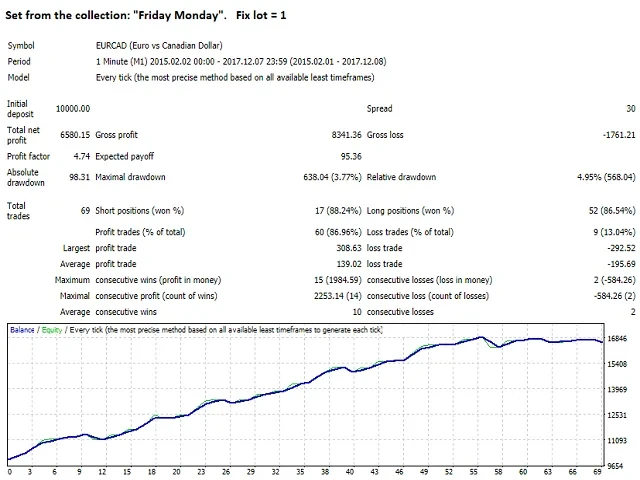 Set from the collection: "Friday Monday".   Fix lot = 1
Symbol EURCAD (Euro vs Canadian Dollar)
Period 1 Minute (M1) 2015.02.02 00:00 - 2017.12.07 23:59 (2015.02.01 - 2017.12.08)
Model Every tick (the most precise method based on all available least timeframes)
Initial deposit 10000.00 Spread 30
Total net profit 6580.15 Gross profit 8341.36 Gross loss -1761.21
Profit factor 4.74 Expected payoff 95.36
Absolute drawdown 98.31 Maximal drawdown 638.04 (3.77%) Relative drawdown 4.95% (568.04)
Total trades 69 Short positions (won %) 17 (88.24%) Long positions (won %) 52 (86.54%)
Profit trades (% of total) 60 (86.96%) Loss trades (% of total) 9 (13.04%)
Largest profit trade 308.63 loss trade -292.52
Average profit trade 139.02 loss trade -195.69
Maximum consecutive wins (profit in money) 15 (1984.59) consecutive losses (loss in money) 2 (-584.26)
Maximal consecutive profit (count of wins) 2253.14 (14) consecutive loss (count of losses) -584.26 (2)
Average consecutive wins 10 consecutive losses 2
Balance / Equity / Every tick (the most precise method based on all available least timeframes to generate each tick)
16846
15408
13969
12531
11093
9654
0 3 6 9 12 15 18 20 23 26 29 32 35 38 40 43 46 49 52 55 58 60 63 66 69